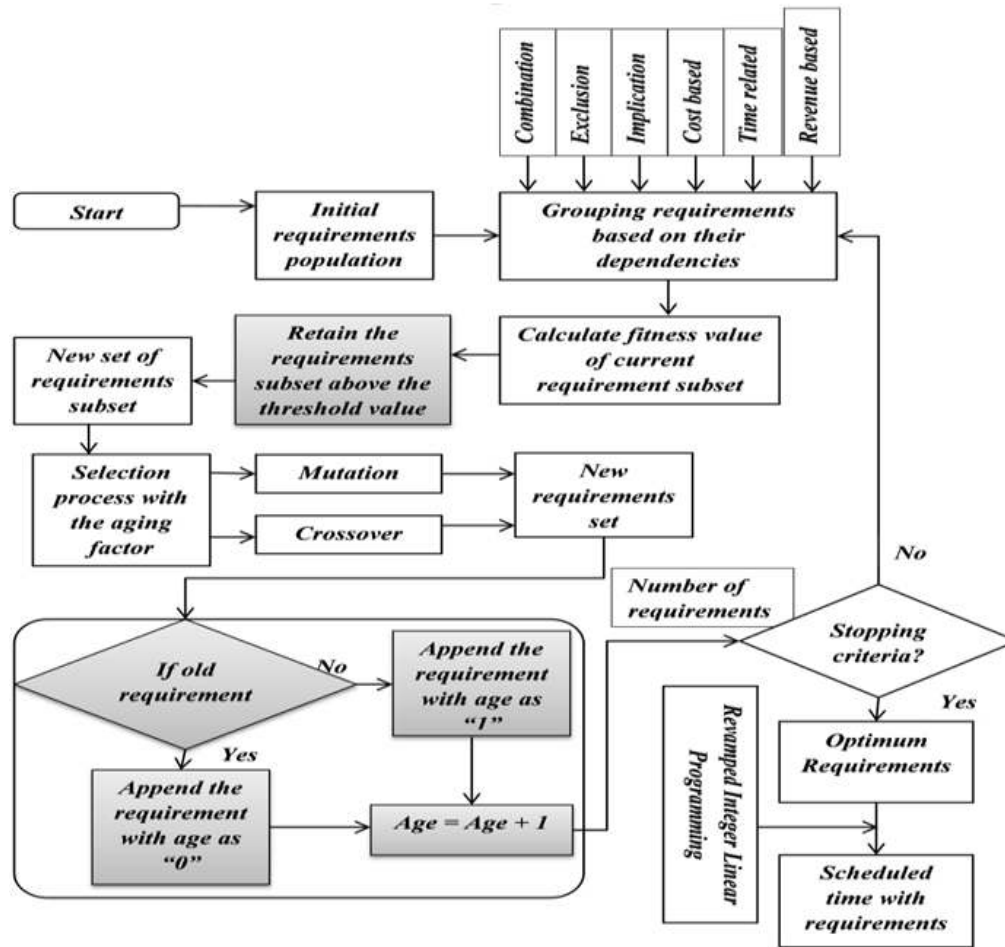 Combination
Exclusion
Implication
Cost based
Time related
Revenue based
Start
Initial
requirements
population
Grouping requirements
based on their
dependencies
Calculate fitness value
of current
requirement subset
Retain the
requirements
subset above the
threshold value
New set of
requirements
subset
Selection
process with
the aging
factor
Mutation
Crossover
New
requirements
set
If old
requirement
No
Append the
requirement
with age as
“1”
Yes
Append the
requirement
with age as
“0”
Age = Age + 1
Number of
requirements
Stopping
criteria?
No
Yes
Optimum
Requirements
Revamped Integer Linear
Programming
Scheduled
time with
requirements